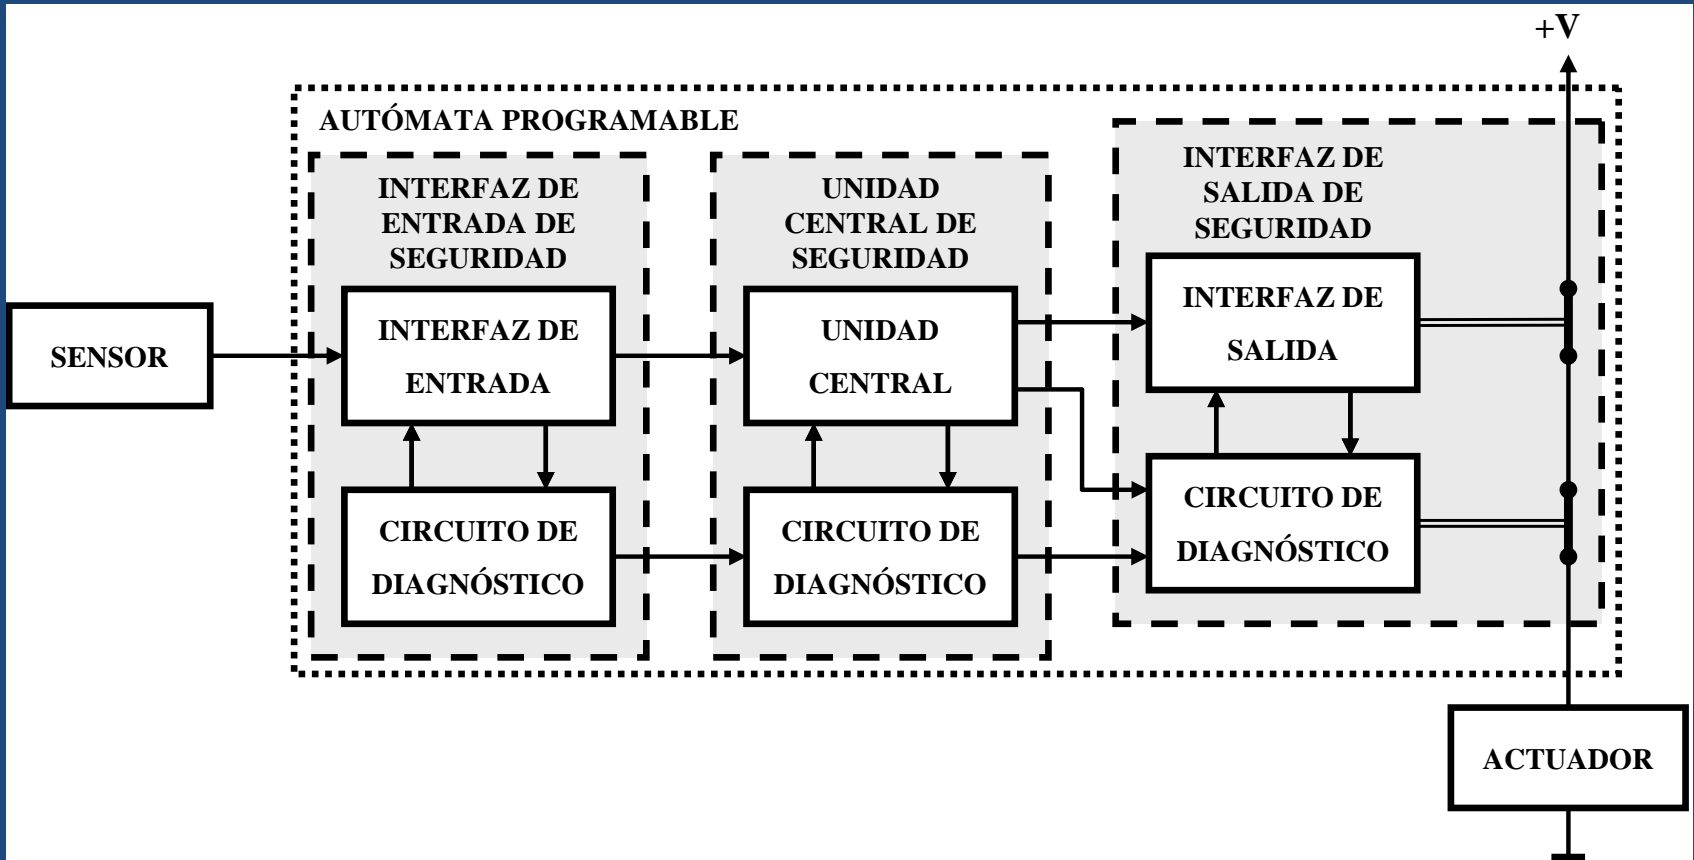 +V
AUTÓMATA PROGRAMABLE
INTERFAZ DE
ENTRADA DE
SEGURIDAD
INTERFAZ DE
ENTRADA
CIRCUITO DE
DIAGNÓSTICO
UNIDAD
CENTRAL DE
SEGURIDAD
UNIDAD
CENTRAL
CIRCUITO DE
DIAGNÓSTICO
INTERFAZ DE
SALIDA DE
SEGURIDAD
INTERFAZ DE
SALIDA
CIRCUITO DE
DIAGNÓSTICO
SENSOR
ACTUADOR